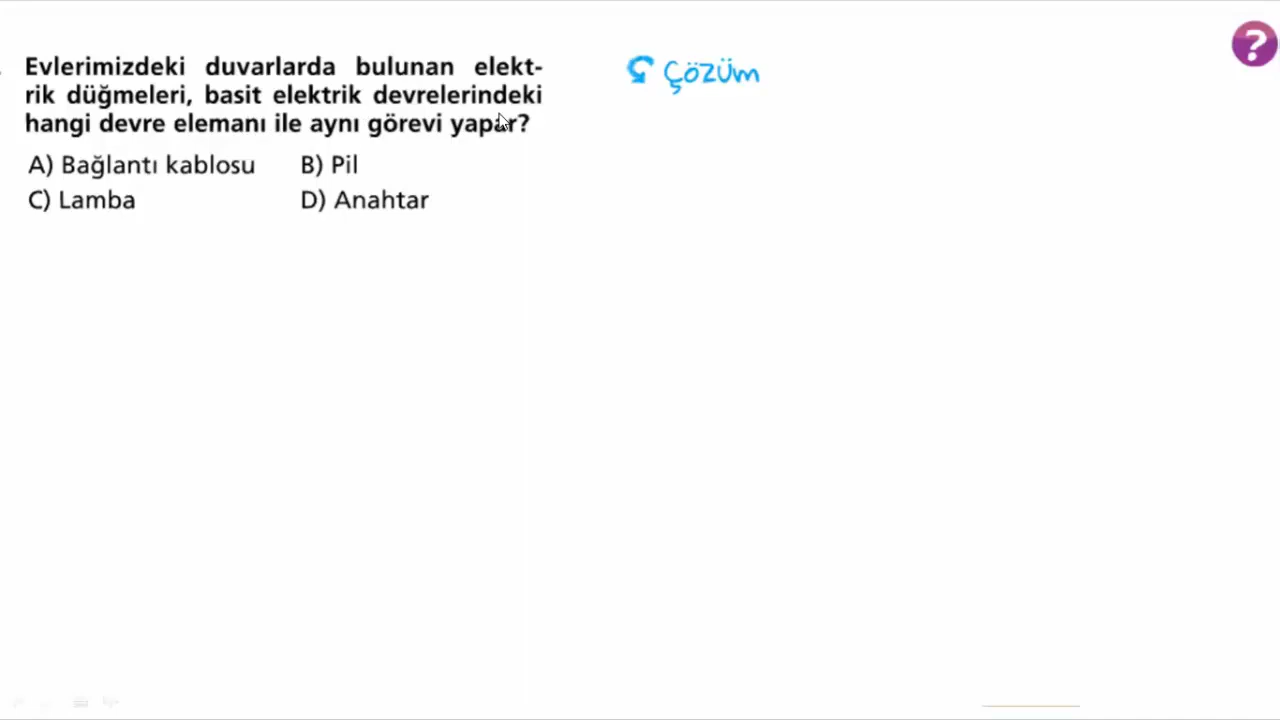 Evlerimizdeki duvarlarda bulunan elekt-
rik düğmeleri, basit elektrik devrelerindeki
hangi devre elemanı ile aynı görevi yapar?
A) Bağlantı kablosu B) Pil
C) Lamba D) Anahtar
Çözüm
?